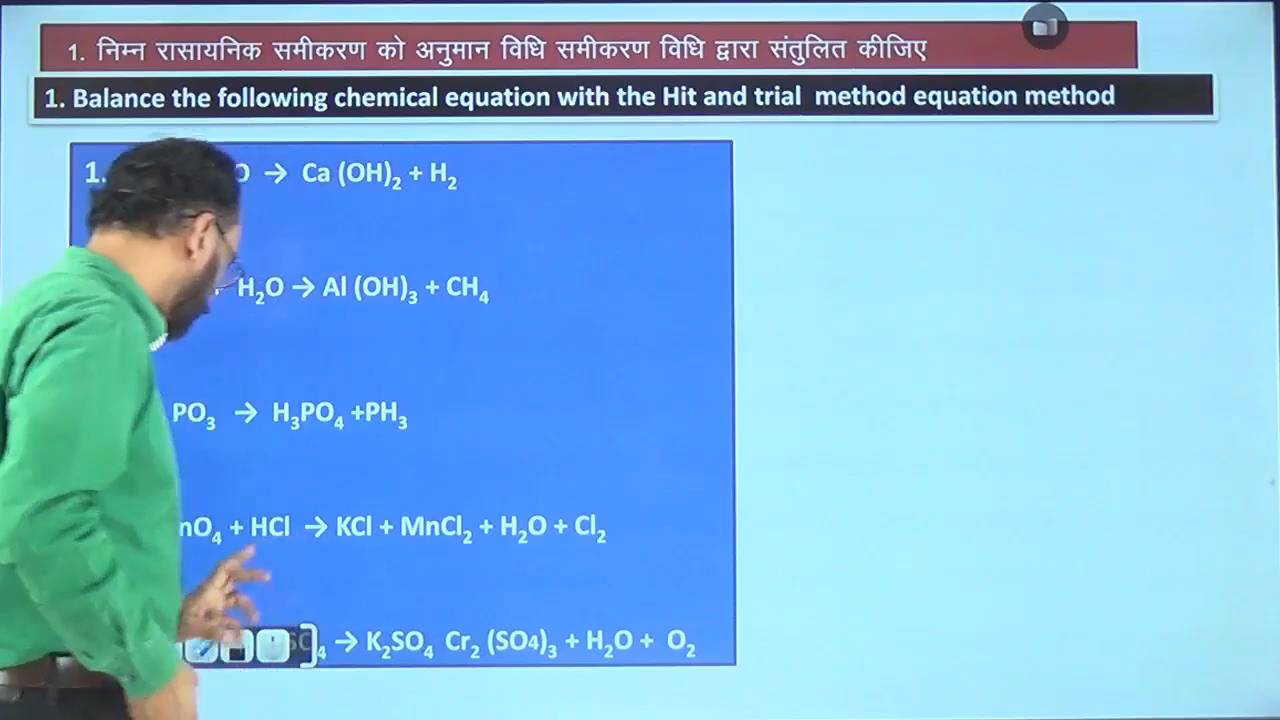 1. निम्न रासायनिक समीकरण को अनुमान विधि समीकरण विधि द्वारा संतुलित कीजिए
1. Balance the following chemical equation with the Hit and trial method equation method
1. O → Ca (OH)₂ + H₂
H₂O → Al (OH)₃ + CH₄
PO₃ → H₃PO₄ +PH₃
nO₄ + HCl → KCl + MnCl₂ + H₂O + Cl₂
₄ → K₂SO₄ Cr₂ (SO4)₃ + H₂O + O₂